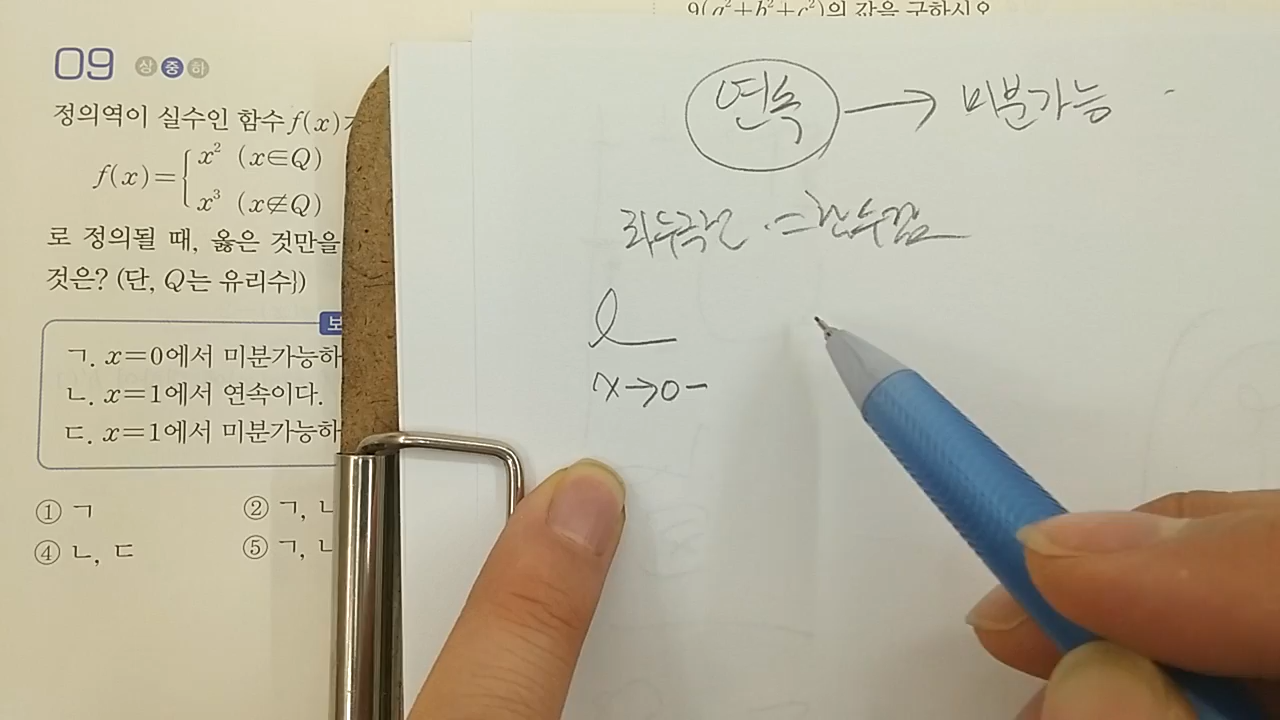 9(a²+b²+c²)의 값을 구하시오
09 상 중 하
정의역이 실수인 함수 f(x)가
f(x)={ x² (x∈Q)
x³ (x∉Q)
로 정의될 때, 옳은 것만을
것은? (단, Q는 유리수})
ㄱ. x=0에서 미분가능하
ㄴ. x=1에서 연속이다.
ㄷ. x=1에서 미분가능하
① ㄱ ② ㄱ, ㄴ
④ ㄴ, ㄷ ⑤ ㄱ, ㄴ
연속 → 미분가능
좌우극한 = 함수값
x→0-